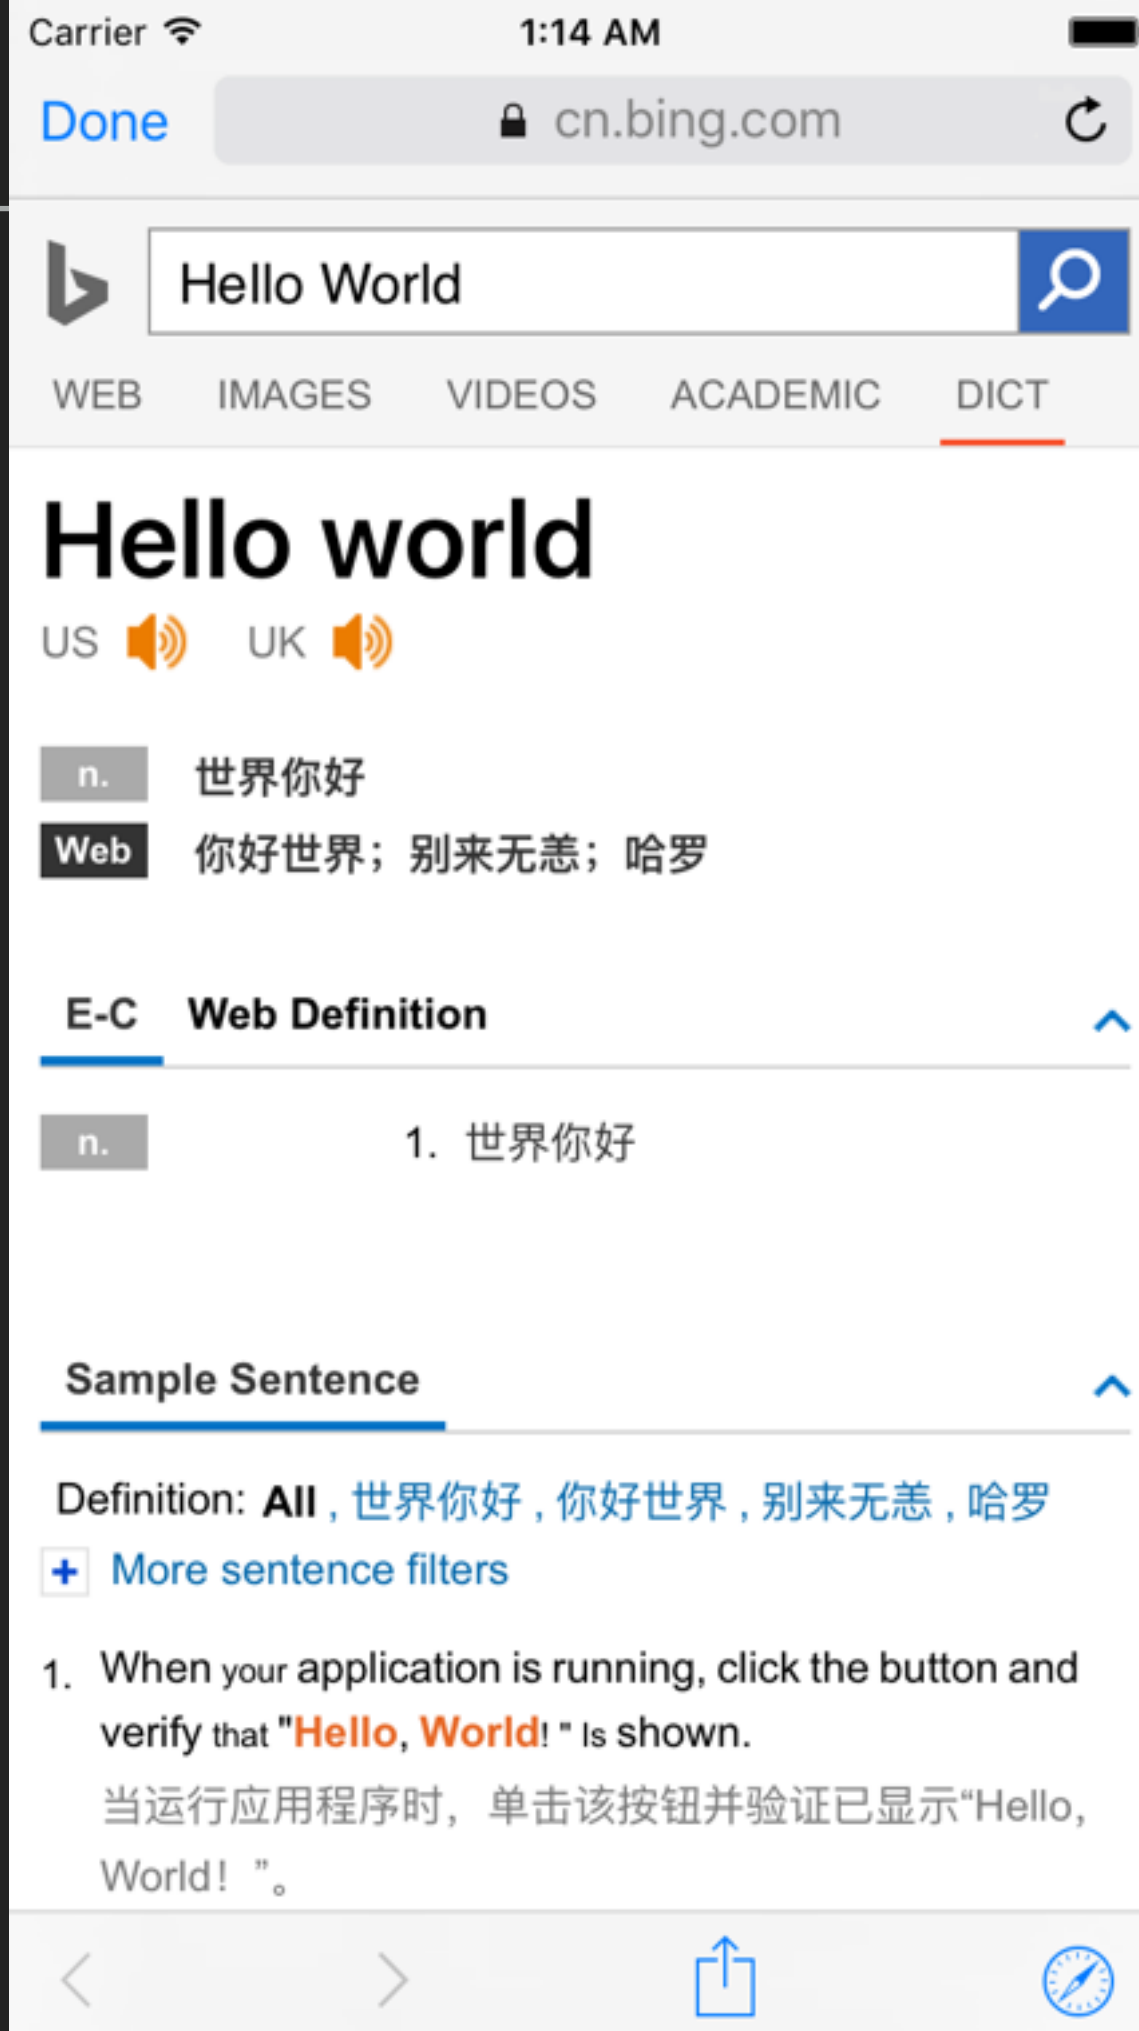 Carrier 1:14 AM
Done cn.bing.com
Hello World
WEB IMAGES VIDEOS ACADEMIC DICT
Hello world
US UK
n. 世界你好
Web 你好世界；别来无恙；哈罗
E-C Web Definition
n. 1. 世界你好
Sample Sentence
Definition: All , 世界你好 , 你好世界 , 别来无恙 , 哈罗
+ More sentence filters
1. When your application is running, click the button and
verify that "Hello, World! " Is shown.
当运行应用程序时，单击该按钮并验证已显示“Hello,
World！”。